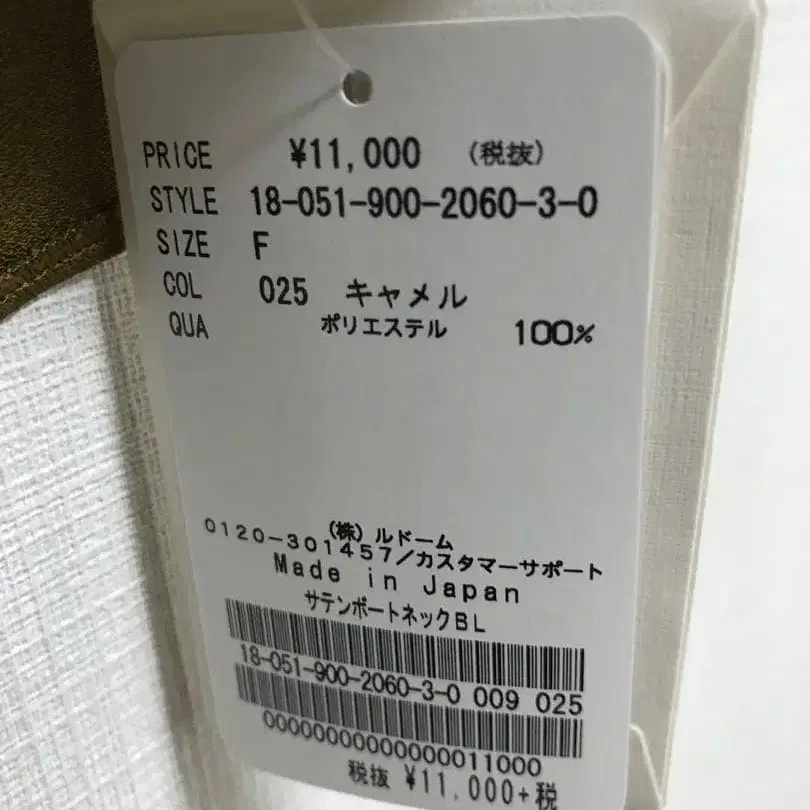 PRICE ¥11,000 (税抜)
STYLE 18-051-900-2060-3-0
SIZE F
COL 025 キャメル
QUA ポリエステル 100%
(株)ルドーム
0120-301457/カスタマーサポート
Made in Japan
サテンボートネックBL
18-051-900-2060-3-0 009 025
00000000000000011000
税抜 ¥11,000+税